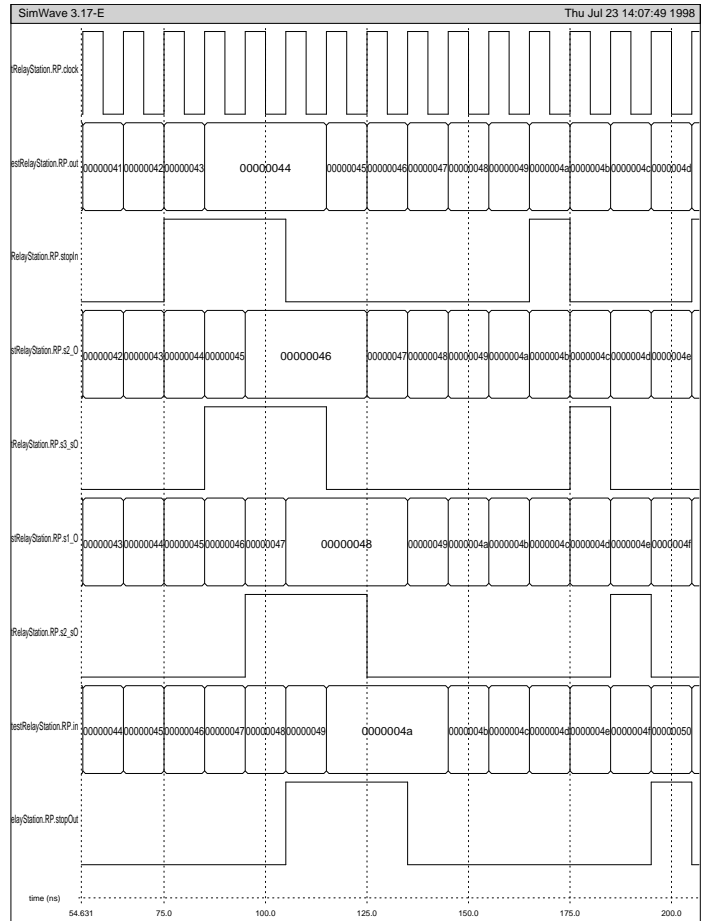 SimWave 3.17-E Thu Jul 23 14:07:49 1998
tRelayStation.RP.clock
estRelayStation.RP.out 00000041 00000042 00000043 00000044 00000045 00000046 00000047 00000048 00000049 0000004a 0000004b 0000004c 0000004d
RelayStation.RP.stopIn
stRelayStation.RP.s2_O 00000042 00000043 00000044 00000045 00000046 00000047 00000048 00000049 0000004a 0000004b 0000004c 0000004d 0000004e
tRelayStation.RP.s3_sO
stRelayStation.RP.s1_O 00000043 00000044 00000045 00000046 00000047 00000048 00000049 0000004a 0000004b 0000004c 0000004d 0000004e 0000004f
tRelayStation.RP.s2_sO
testRelayStation.RP.in 00000044 00000045 00000046 00000047 00000048 00000049 0000004a 0000004b 0000004c 0000004d 0000004e 0000004f 00000050
elayStation.RP.stopOut
time (ns)
54.631 75.0 100.0 125.0 150.0 175.0 200.0